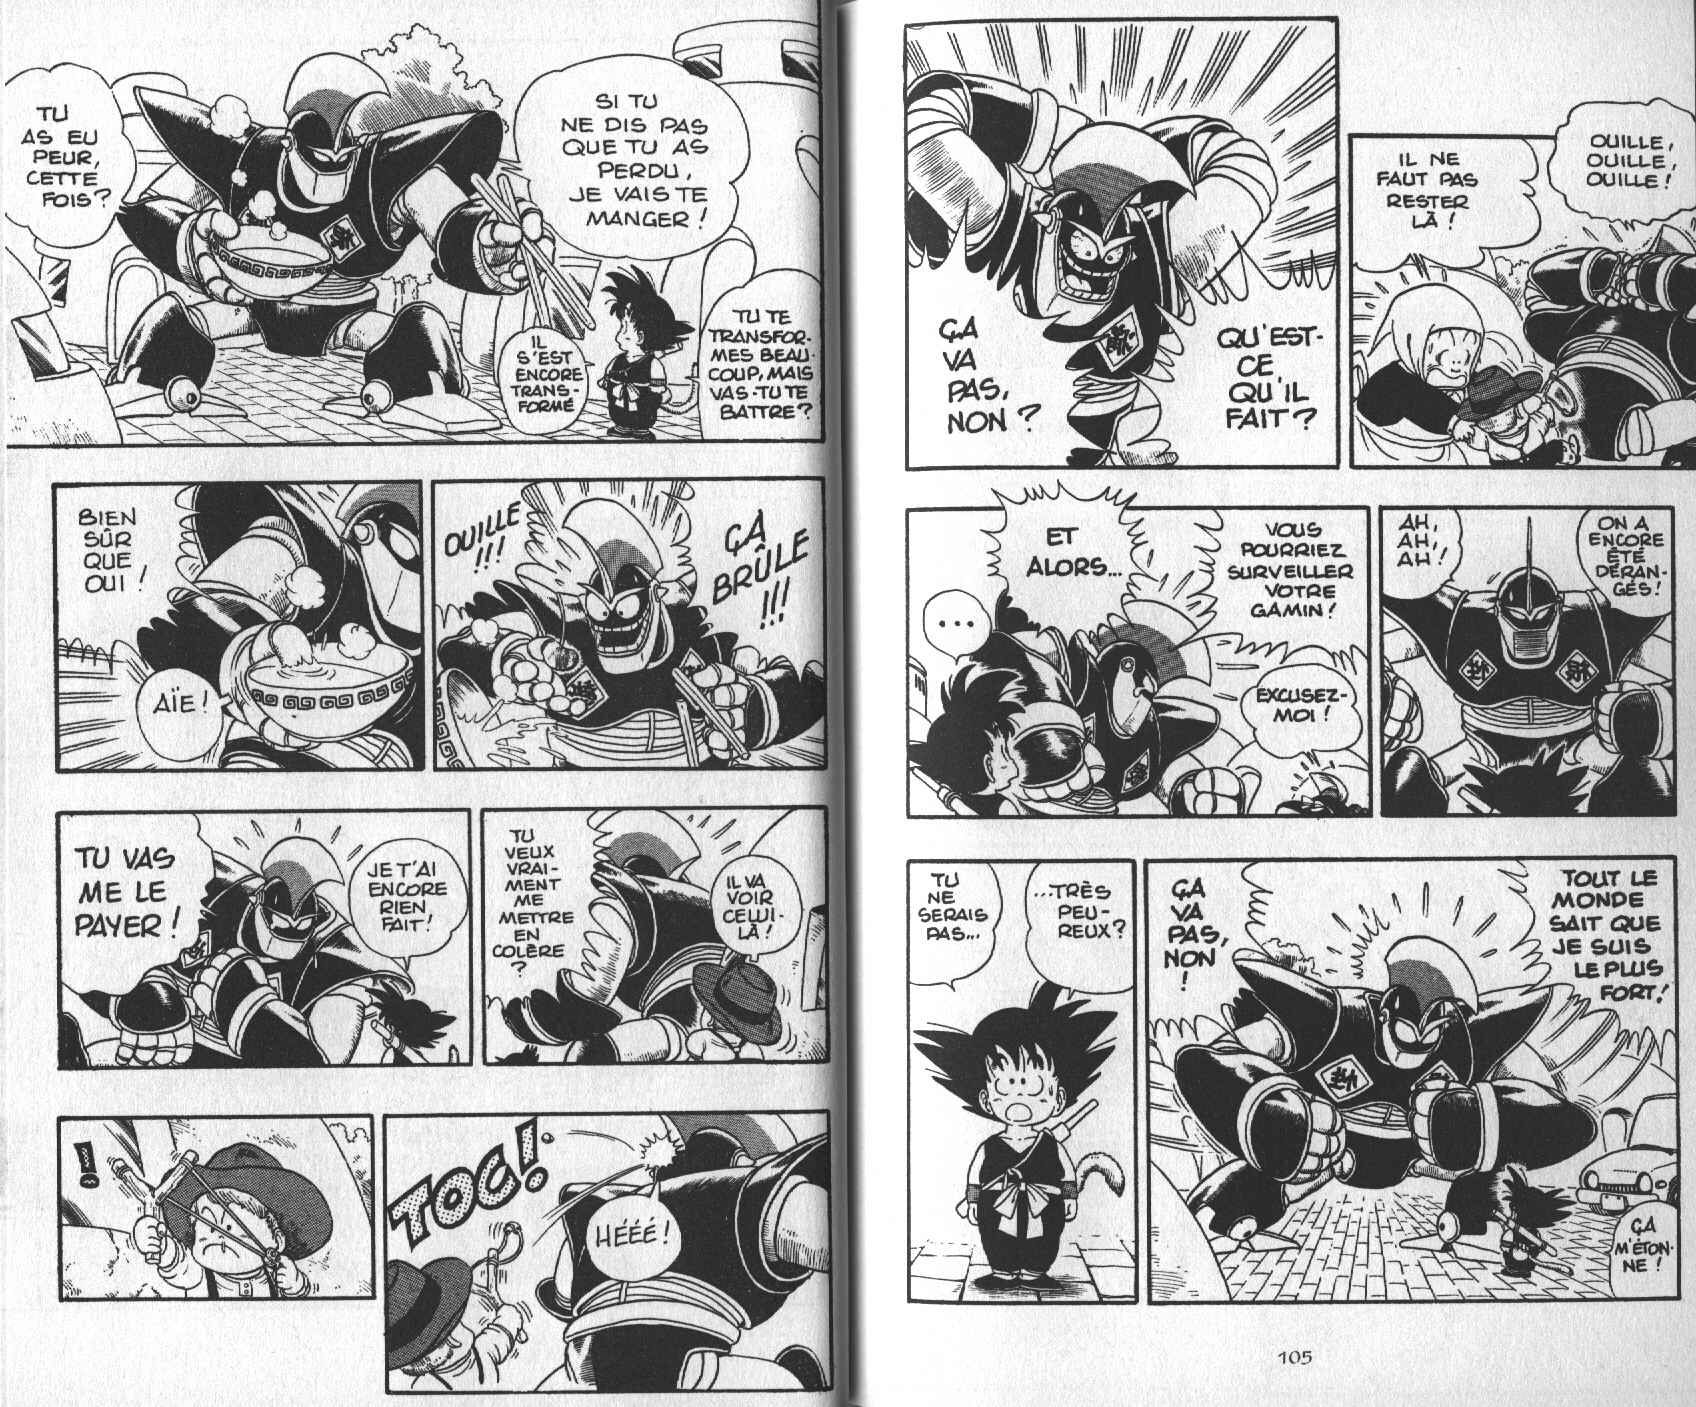 TU
AS EU
PEUR,
CETTE
FOIS?
SI TU
NE DIS PAS
QUE TU AS
PERDU,
JE VAIS TE
MANGER!
IL
S'EST
ENCORE
TRANS-
FORMÉ
TU TE
TRANSFOR-
MES BEAU-
COUP, MAIS
VAS-TU TE
BATTRE?
BIEN
SÛR
QUE
OUI!
AÏE!
OUILLE
!!!
ÇA
BRÛLE
!!!
TU VAS
ME LE
PAYER!
JE T'AI
ENCORE
RIEN
FAIT!
TU
VEUX
VRAI-
MENT
ME
METTRE
EN
COLÈRE
?
IL VA
VOIR
CELUI-
LÀ!
!
TOC!
HÉÉÉ!
ÇA
VA
PAS,
NON?
QU'EST-
CE
QU'IL
FAIT?
IL NE
FAUT PAS
RESTER
LÀ!
OUILLE,
OUILLE,
OUILLE!
...
ET
ALORS...
VOUS
POURRIEZ
SURVEILLER
VOTRE
GAMIN!
EXCUSEZ-
MOI!
AH,
AH,
AH!
ON A
ENCORE
ÉTÉ
DÉRAN-
GÉS!
TU
NE
SERAIS
PAS...
...TRÈS
PEU-
REUX?
ÇA
VA
PAS,
NON
!
TOUT LE
MONDE
SAIT QUE
JE SUIS
LE PLUS
FORT!
ÇA
M'ÉTON-
NE!
105